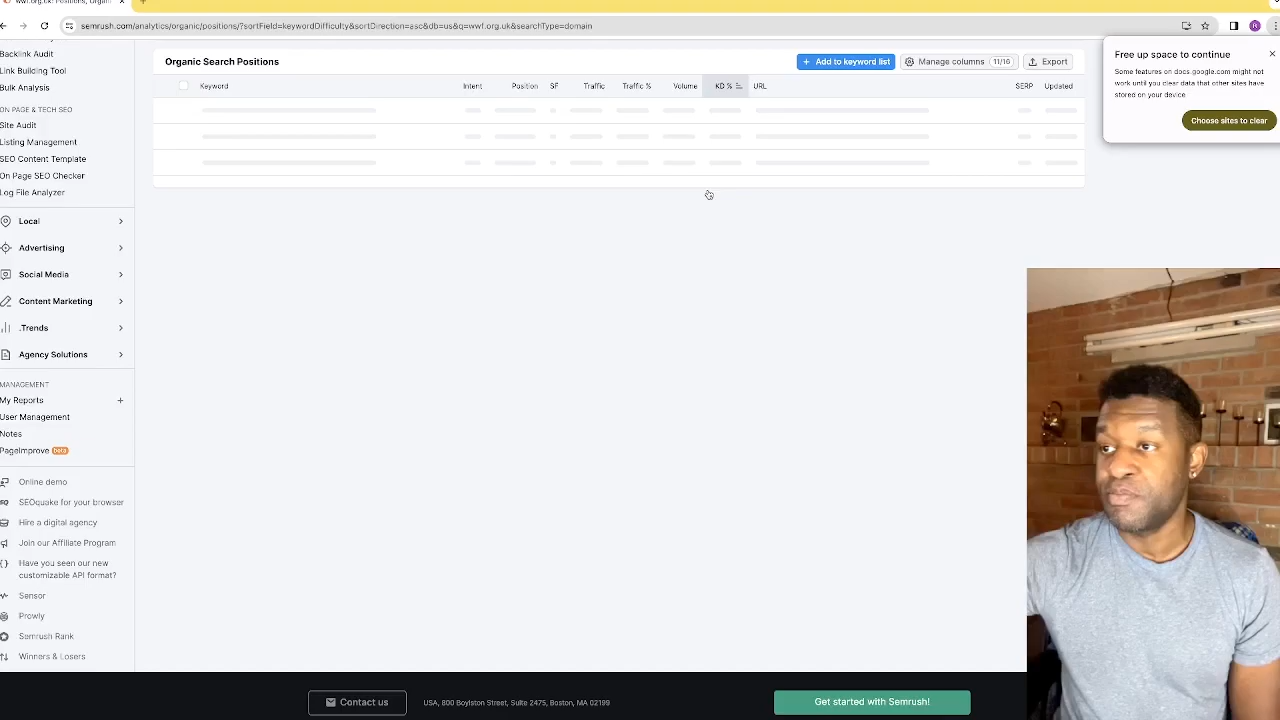 semrush.com/analytics/organic/positions/?sortField=keywordDifficulty&sortDirection=asc&db=us&q=wwf.org.uk&searchType=domain
R
Backlink Audit
Link Building Tool
Bulk Analysis
ON PAGE & TECH SEO
Site Audit
Listing Management
SEO Content Template
On Page SEO Checker
Log File Analyzer
Local
Advertising
Social Media
Content Marketing
.Trends
Agency Solutions
MANAGEMENT
My Reports +
User Management
Notes
PageImprove beta
Online demo
SEOquake for your browser
Hire a digital agency
Join our Affiliate Program
Have you seen our new
customizable API format?
Sensor
Prowly
Semrush Rank
Winners & Losers
Organic Search Positions
+ Add to keyword list
Manage columns 11/16
Export
Keyword Intent Position SF Traffic Traffic % Volume KD % URL SERP Updated
Free up space to continue
Some features on docs.google.com might not
work until you clear data that other sites have
stored on your device
Choose sites to clear
Contact us
USA, 800 Boylston Street, Suite 2475, Boston, MA 02199
Get started with Semrush!